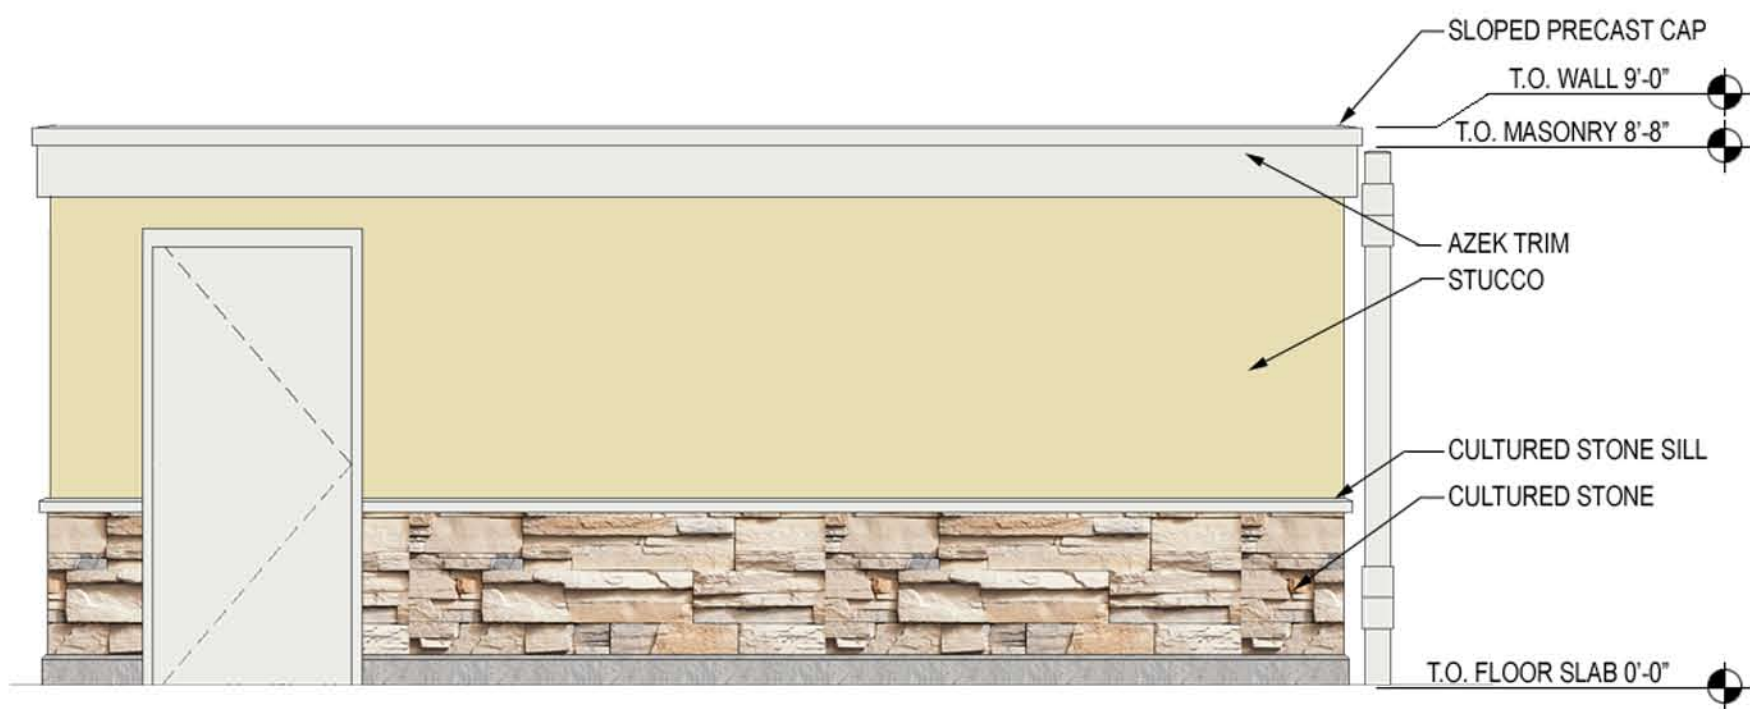 SLOPED PRECAST CAP
T.O. WALL 9'-0"
T.O. MASONRY 8'-8"
AZEK TRIM
STUCCO
CULTURED STONE SILL
CULTURED STONE
T.O. FLOOR SLAB 0'-0"